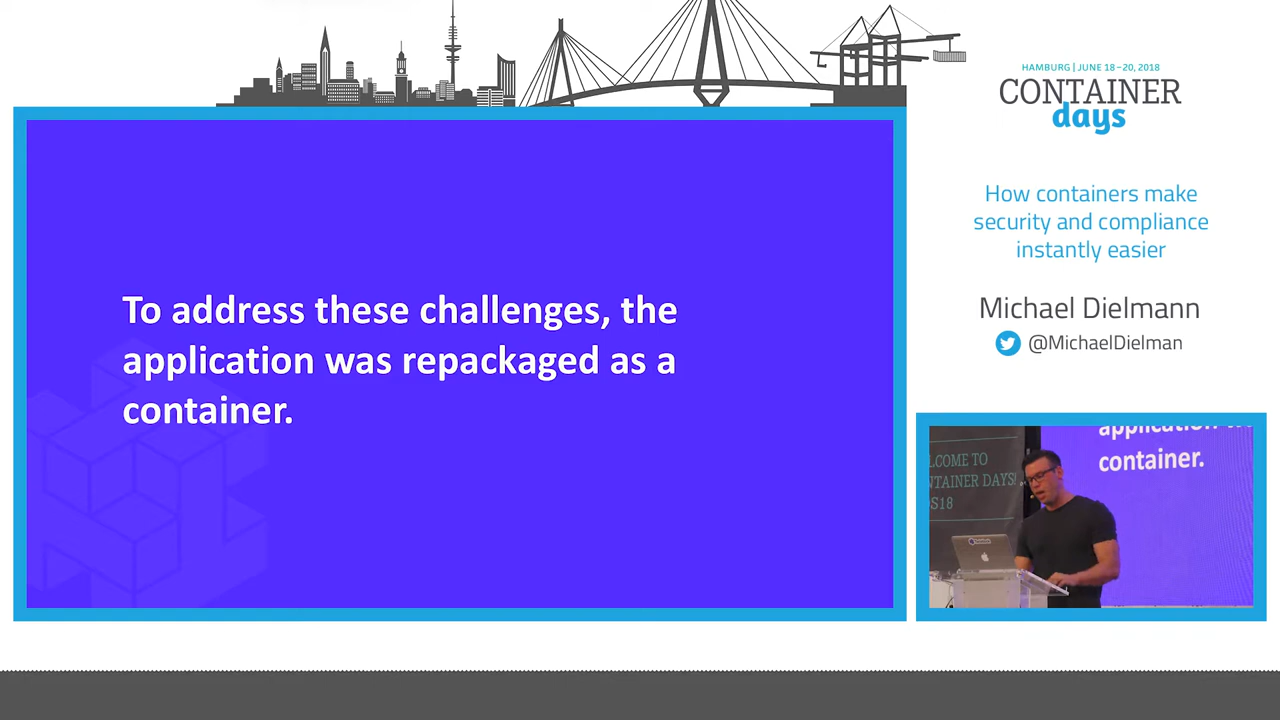 HAMBURG | JUNE 18–20, 2018
CONTAINER
days
How containers make
security and compliance
instantly easier
Michael Dielmann
@MichaelDielman
To address these challenges, the
application was repackaged as a
container.
application
container.
LCOME TO
NTAINER DAYS!
S18